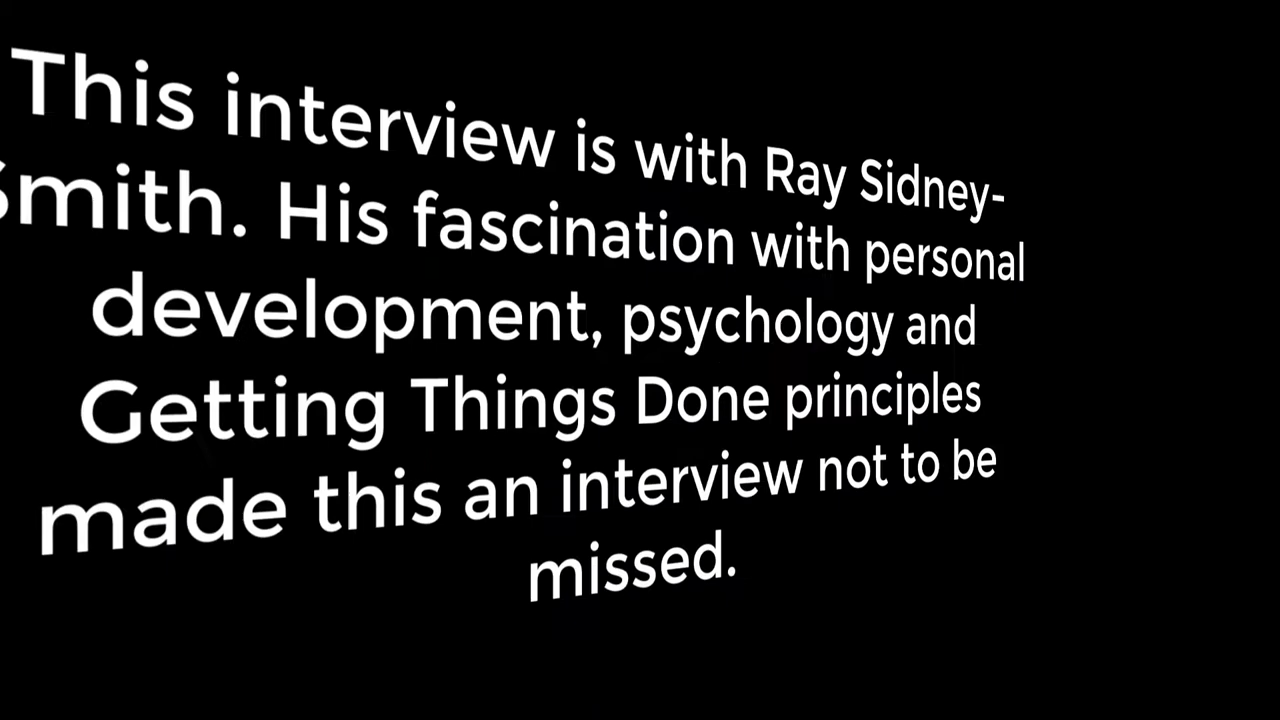 This interview is with Ray Sidney-
Smith. His fascination with personal
development, psychology and
Getting Things Done principles
made this an interview not to be
missed.